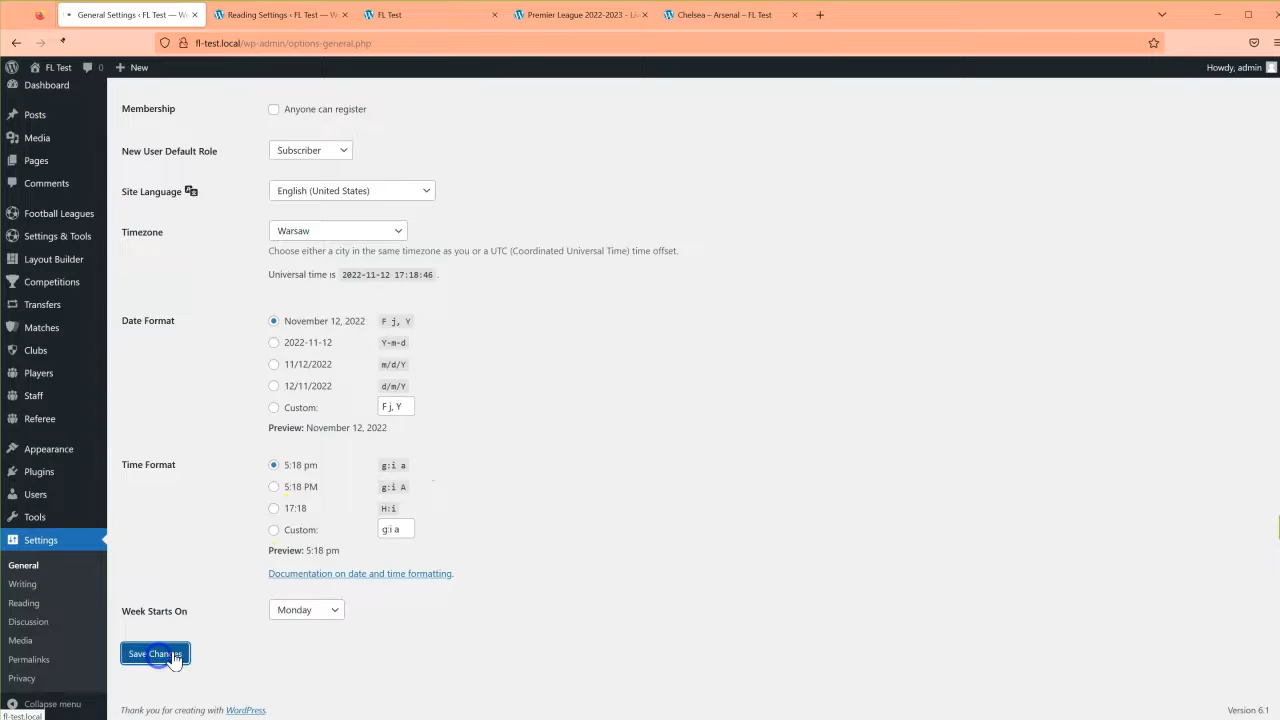 General Settings ‹ FL Test — W
Reading Settings ‹ FL Test — W
FL Test
Premier League 2022-2023 - Li
Chelsea – Arsenal – FL Test
fl-test.local/wp-admin/options-general.php
FL Test
0
New
Howdy, admin
Dashboard
Posts
Media
Pages
Comments
Football Leagues
Settings & Tools
Layout Builder
Competitions
Transfers
Matches
Clubs
Players
Staff
Referee
Appearance
Plugins
Users
Tools
Settings
General
Writing
Reading
Discussion
Media
Permalinks
Privacy
Collapse menu
fl-test.local
Membership
Anyone can register
New User Default Role
Subscriber
Site Language
English (United States)
Timezone
Warsaw
Choose either a city in the same timezone as you or a UTC (Coordinated Universal Time) time offset.
Universal time is 2022-11-12 17:18:46 .
Date Format
November 12, 2022 F j, Y
2022-11-12 Y-m-d
11/12/2022 m/d/Y
12/11/2022 d/m/Y
Custom: F j, Y
Preview: November 12, 2022
Time Format
5:18 pm g:i a
5:18 PM g:i A
17:18 H:i
Custom: g:i a
Preview: 5:18 pm
Documentation on date and time formatting.
Week Starts On
Monday
Save Changes
Thank you for creating with WordPress.
Version 6.1